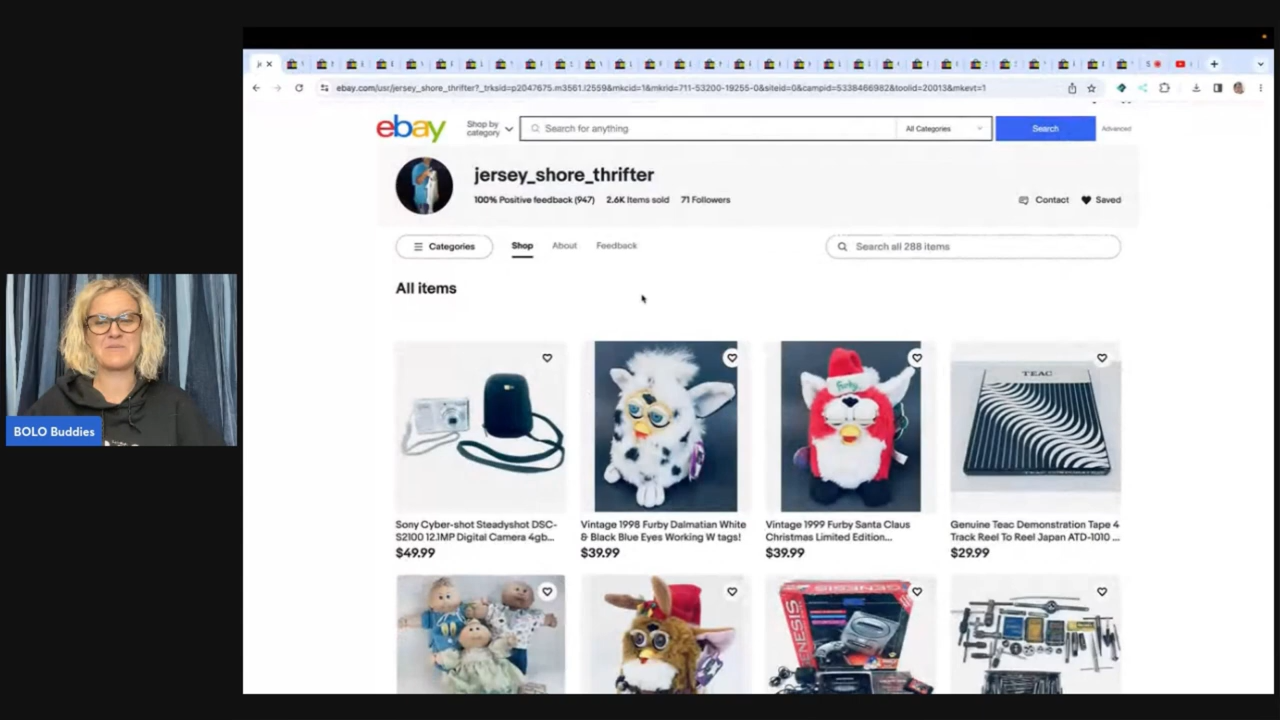 ebay.com/usr/jersey_shore_thrifter?_trksid=p2047675.m3561.l2559&mkcid=1&mkrid=711-53200-19255-0&siteid=0&campid=5338466982&toolid=20013&mkevt=1
ebay
Shop by
category
Search for anything
All Categories
Search
Advanced
jersey_shore_thrifter
100% Positive feedback (947) 2.6K Items sold 71 Followers
Contact
Saved
Categories
Shop
About
Feedback
Search all 288 items
All items
TEAC
Furby
Sony Cyber-shot Steadyshot DSC-
S2100 12.1MP Digital Camera 4gb...
$49.99
Vintage 1998 Furby Dalmatian White
& Black Blue Eyes Working W tags!
$39.99
Vintage 1999 Furby Santa Claus
Christmas Limited Edition...
$39.99
Genuine Teac Demonstration Tape 4
Track Reel To Reel Japan ATD-1010 ...
$29.99
GENESIS
GENESIS
BOLO Buddies